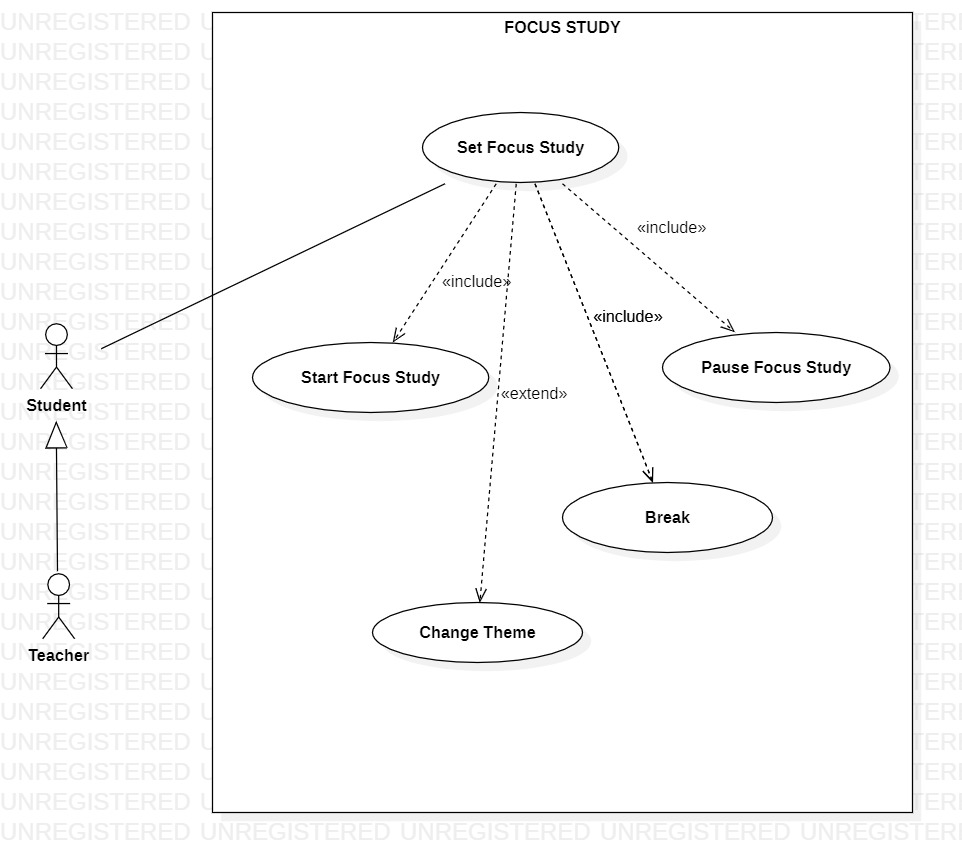 FOCUS STUDY
Set Focus Study
«include»
«include»
«include»
Start Focus Study
Pause Focus Study
«extend»
Student
Break
Change Theme
Teacher
UNREGISTERED UNREGISTERED UNREGISTERED UNREGISTERED UNREGISTERI